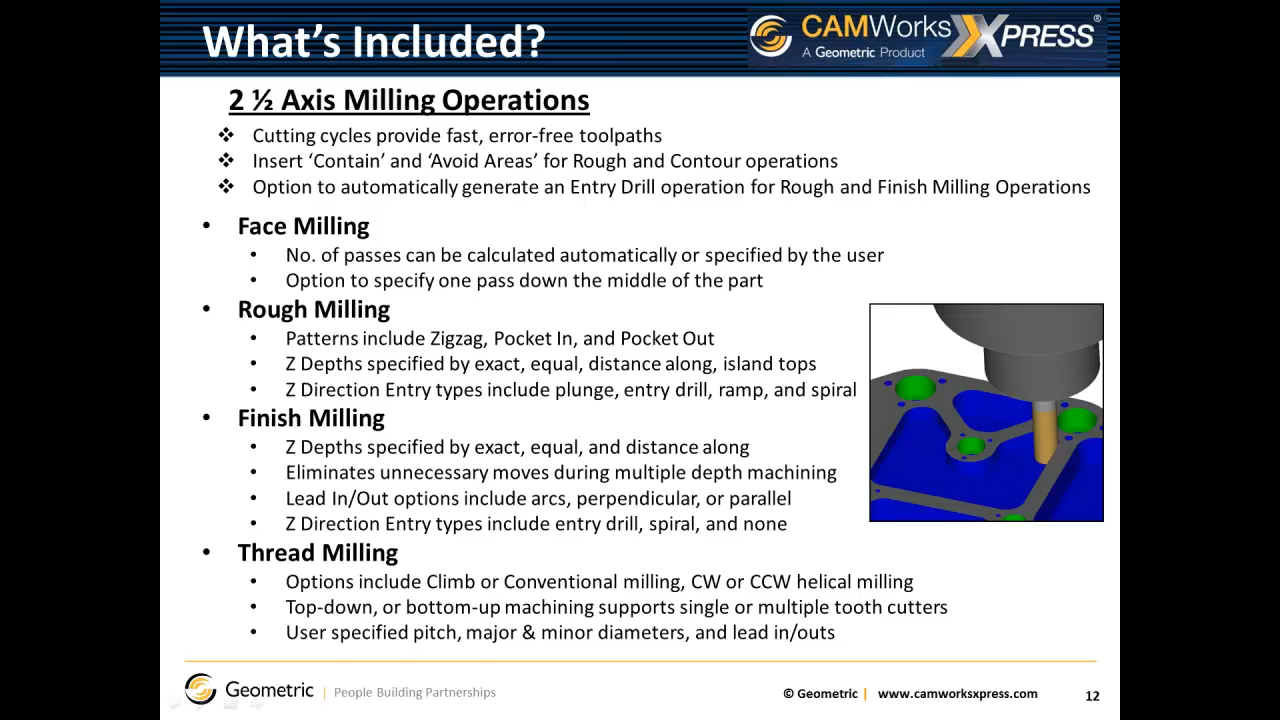 What's Included?
CAMWorks XPRESS®
A Geometric Product
2 ½ Axis Milling Operations
❖ Cutting cycles provide fast, error-free toolpaths
❖ Insert 'Contain' and 'Avoid Areas' for Rough and Contour operations
❖ Option to automatically generate an Entry Drill operation for Rough and Finish Milling Operations
• Face Milling
• No. of passes can be calculated automatically or specified by the user
• Option to specify one pass down the middle of the part
• Rough Milling
• Patterns include Zigzag, Pocket In, and Pocket Out
• Z Depths specified by exact, equal, distance along, island tops
• Z Direction Entry types include plunge, entry drill, ramp, and spiral
• Finish Milling
• Z Depths specified by exact, equal, and distance along
• Eliminates unnecessary moves during multiple depth machining
• Lead In/Out options include arcs, perpendicular, or parallel
• Z Direction Entry types include entry drill, spiral, and none
• Thread Milling
• Options include Climb or Conventional milling, CW or CCW helical milling
• Top-down, or bottom-up machining supports single or multiple tooth cutters
• User specified pitch, major & minor diameters, and lead in/outs
Geometric | People Building Partnerships
© Geometric | www.camworksxpress.com 12